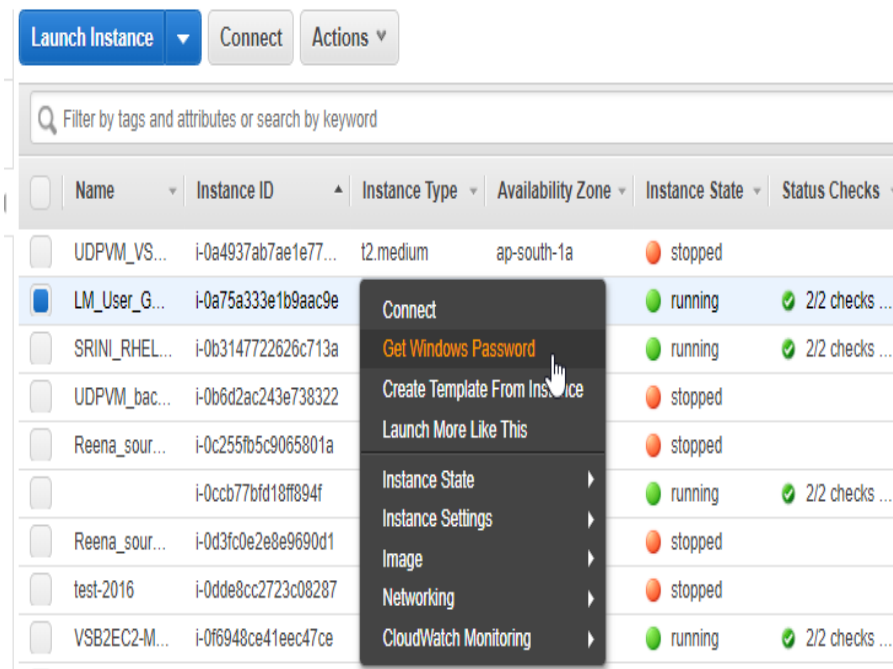 Launch Instance Connect Actions
Filter by tags and attributes or search by keyword
Name Instance ID Instance Type Availability Zone Instance State Status Checks
UDPVM_VS... i-0a4937ab7ae1e77... t2.medium ap-south-1a stopped
LM_User_G... i-0a75a333e1b9aac9e running 2/2 checks ...
SRINI_RHEL... i-0b3147722626c713a running 2/2 checks ...
UDPVM_bac... i-0b6d2ac243e738322 stopped
Reena_sour... i-0c255fb5c9065801a stopped
i-0ccb77bfd18ff894f running 2/2 checks ...
Reena_sour... i-0d3fc0e2e8e9690d1 stopped
test-2016 i-0dde8cc2723c08287 stopped
VSB2EC2-M... i-0f6948ce41eec47ce running 2/2 checks ...
Connect
Get Windows Password
Create Template From Instance
Launch More Like This
Instance State
Instance Settings
Image
Networking
CloudWatch Monitoring